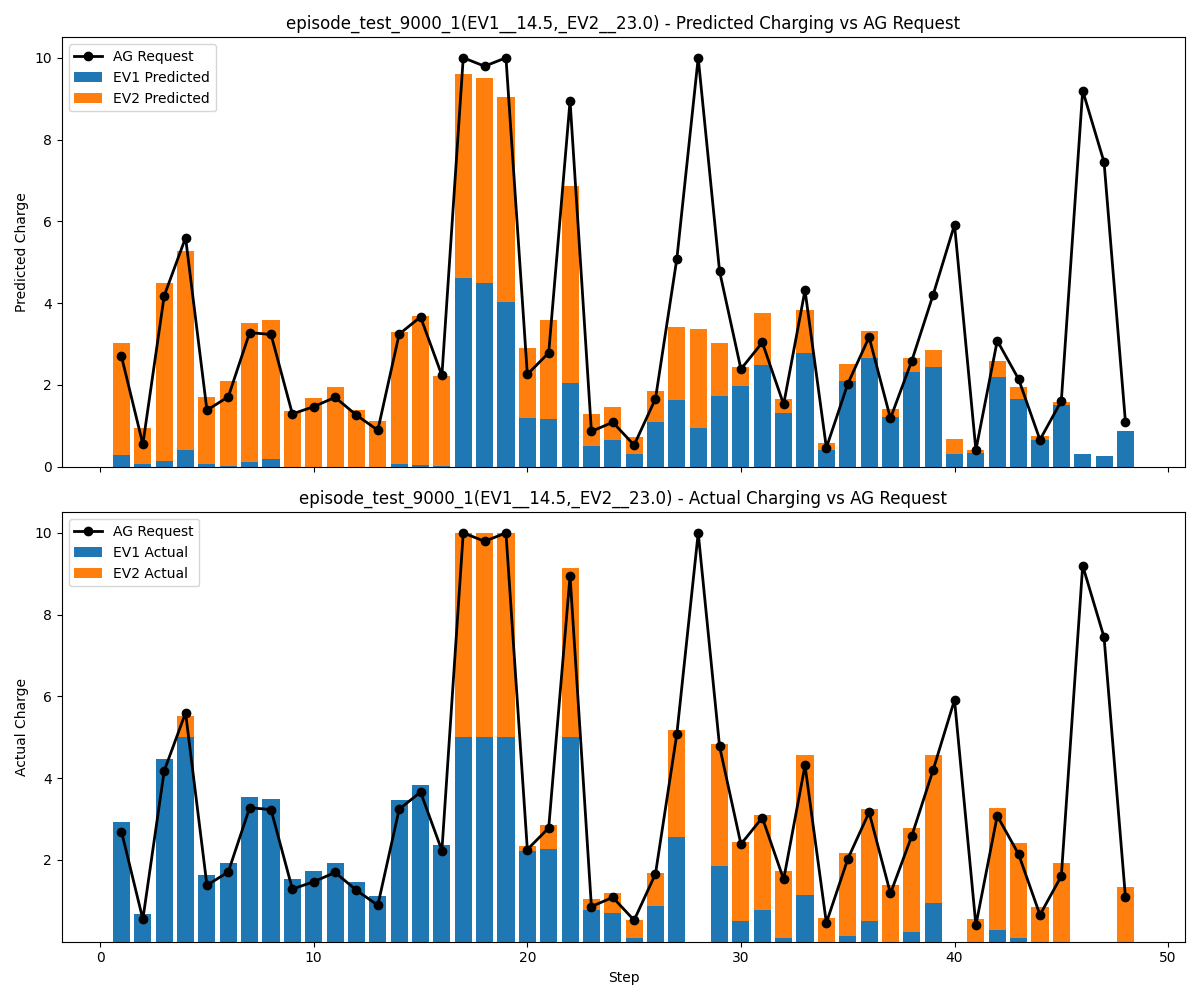 episode_test_9000_1(EV1__14.5,_EV2__23.0) - Predicted Charging vs AG Request
AG Request
EV1 Predicted
EV2 Predicted
Predicted Charge
10
8
6
4
2
0
episode_test_9000_1(EV1__14.5,_EV2__23.0) - Actual Charging vs AG Request
AG Request
EV1 Actual
EV2 Actual
Actual Charge
10
8
6
4
2
0 10 20 30 40 50
Step